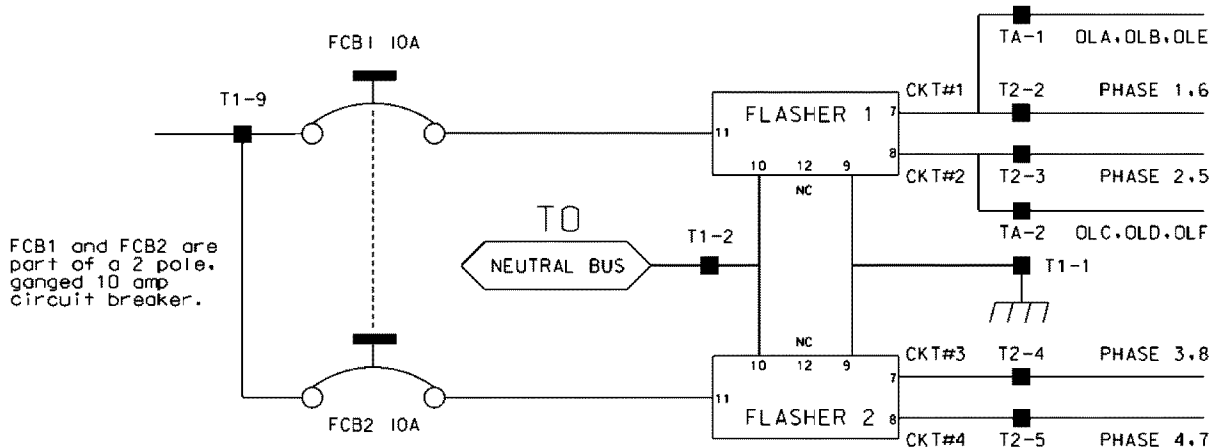 FCB1 10A
T1-9
TA-1 OLA.OLB.OLE
CKT#1 T2-2 PHASE 1.6
FLASHER 1
7
11
8
10 12 9
NC
CKT#2 T2-3 PHASE 2.5
TA-2 OLC.OLD.OLF
TO
NEUTRAL BUS
T1-2
T1-1
FCB1 and FCB2 are
part of a 2 pole.
ganged 10 amp
circuit breaker.
NC
10 12 9
CKT#3 T2-4 PHASE 3.8
7
11
FLASHER 2
8
FCB2 10A
CKT#4 T2-5 PHASE 4.7